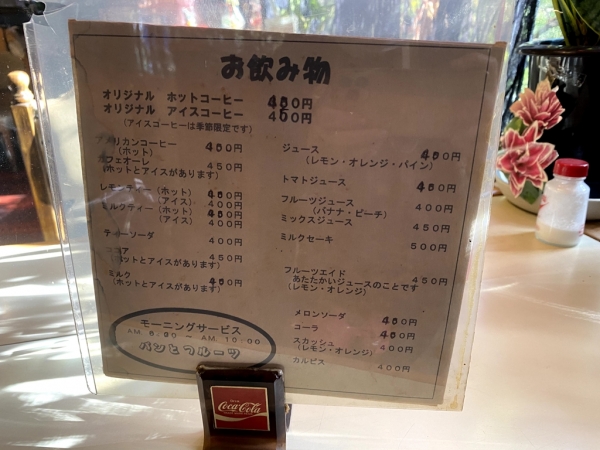 お飲み物
オリジナル ホットコーヒー 450円
オリジナル アイスコーヒー 450円
(アイスコーヒーは季節限定です)
リカンコーヒー 400円
(ホット)
フェオーレ 450円
(ホットとアイスがあります)
レモンティー (ホット) 400円
(アイス) 400円
ミルクティー (ホット) 400円
(アイス) 400円
ティーソーダ 400円
ココア 450円
(ホットとアイスがあります)
ミルク 400円
(ホットとアイスがあります)
モーニングサービス
AM 8.00 ~ AM. 10:00
パンとフルーツ
ジュース 400円
(レモン・オレンジ・パイン)
トマトジュース 400円
フルーツジュース 400円
(バナナ・ピーチ)
ミックスジュース 450円
ミルクセーキ 500円
フルーツエイド 450円
あたたかいジュースのことです
(レモン・オレンジ)
メロンソーダ 400円
コーラ 400円
スカッシュ 400円
(レモン・オレンジ)
カルピス 400円
Coca-Cola